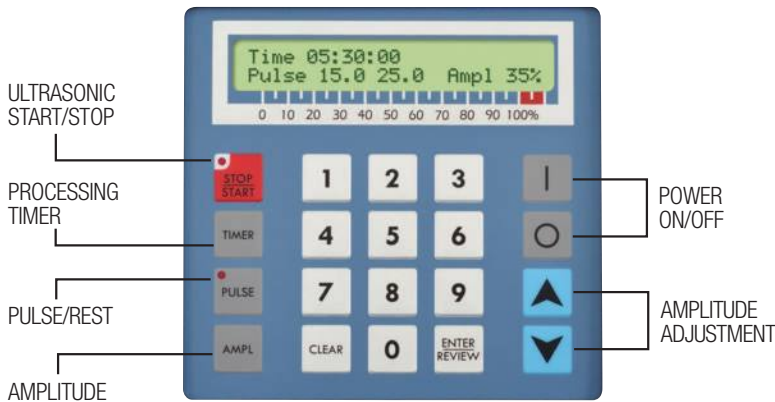 Time 05:30:00
Pulse 15.0 25.0 Ampl 35%
0 10 20 30 40 50 60 70 80 90 100%
ULTRASONIC
START/STOP
STOP
START
1 2 3
POWER
ON/OFF
PROCESSING
TIMER
TIMER
4 5 6
PULSE/REST
PULSE
7 8 9
AMPLITUDE
ADJUSTMENT
AMPLITUDE
AMPL
CLEAR
0
ENTER
REVIEW